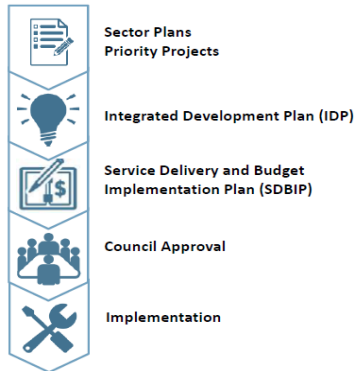 Sector Plans
Priority Projects
Integrated Development Plan (IDP)
Service Delivery and Budget
Implementation Plan (SDBIP)
$
Council Approval
Implementation